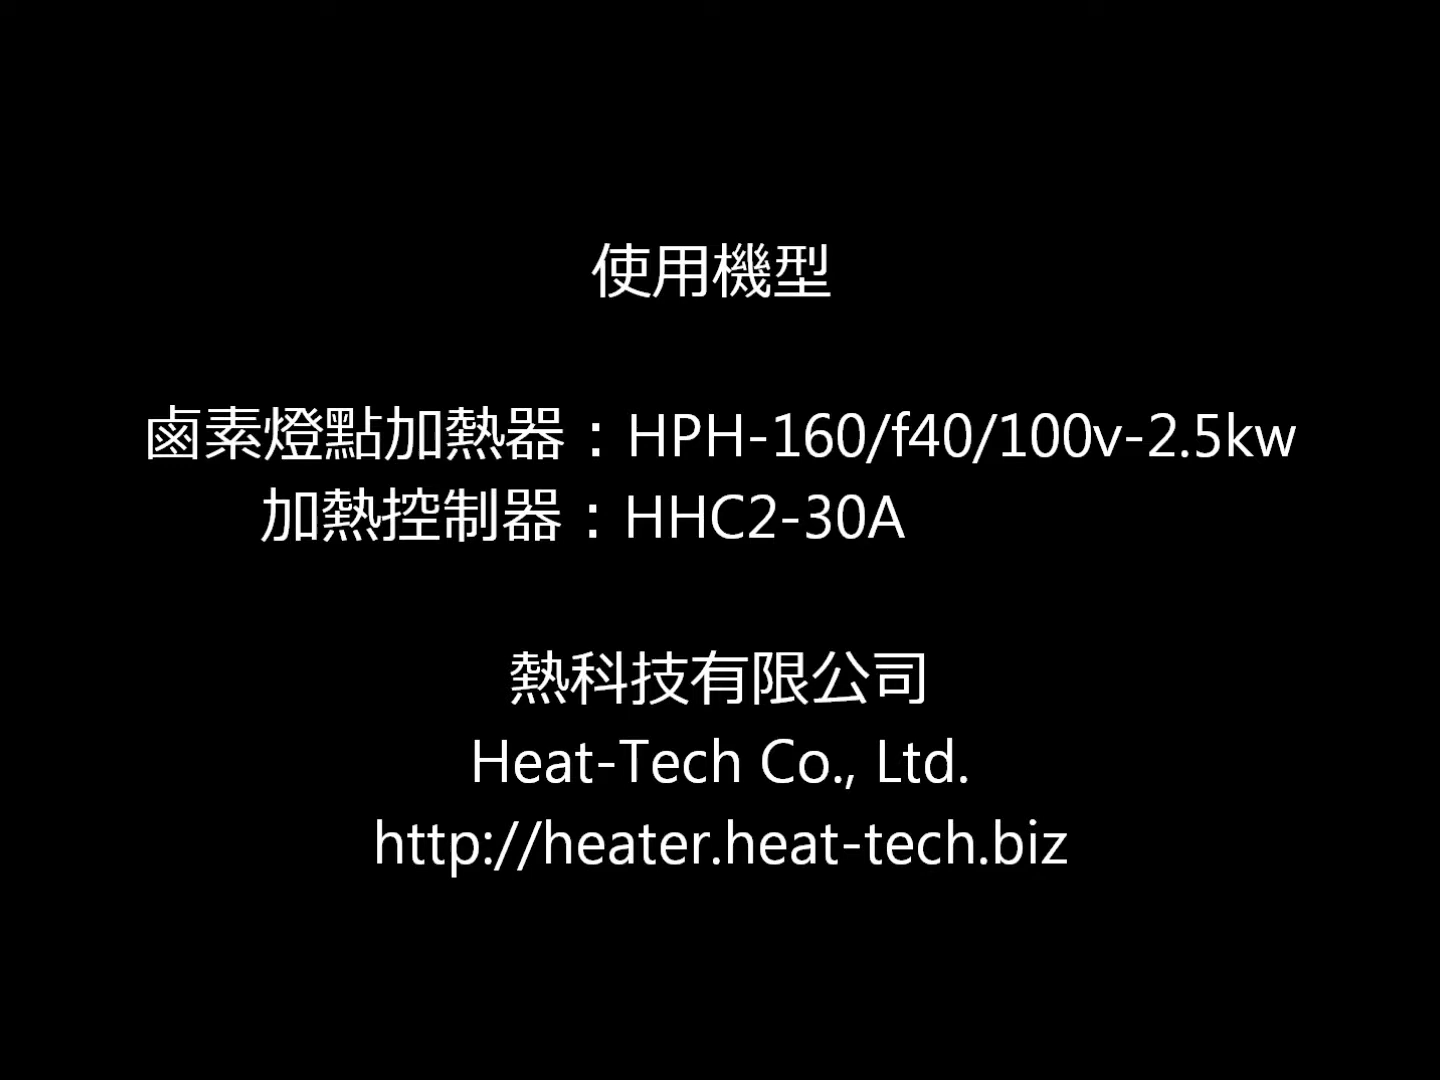 使用機型
鹵素燈點加熱器：HPH-160/f40/100v-2.5kw
加熱控制器：HHC2-30A
熱科技有限公司
Heat-Tech Co., Ltd.
http://heater.heat-tech.biz